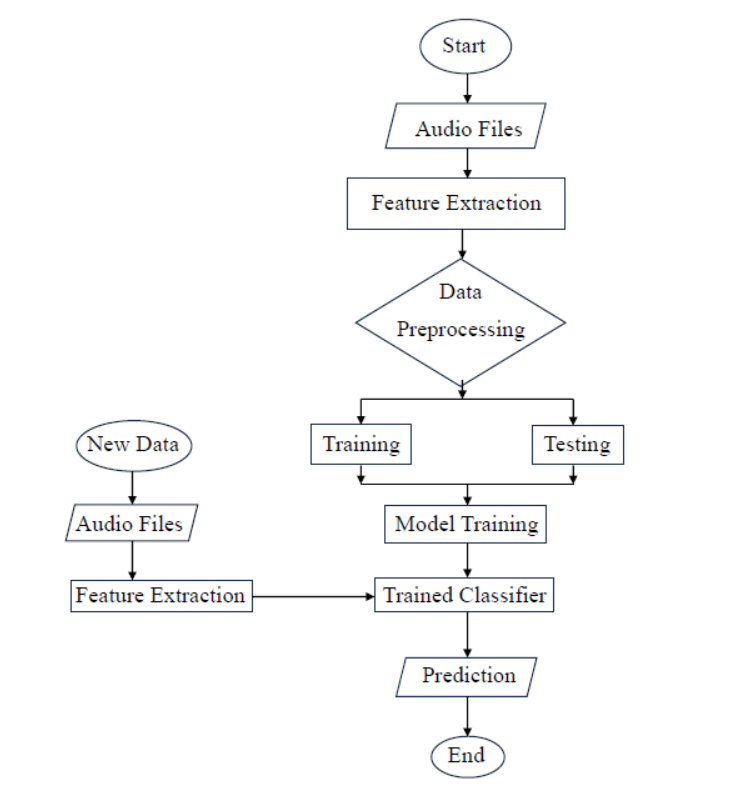 Start
Audio Files
Feature Extraction
Data
Preprocessing
Training
Testing
New Data
Audio Files
Model Training
Feature Extraction
Trained Classifier
Prediction
End